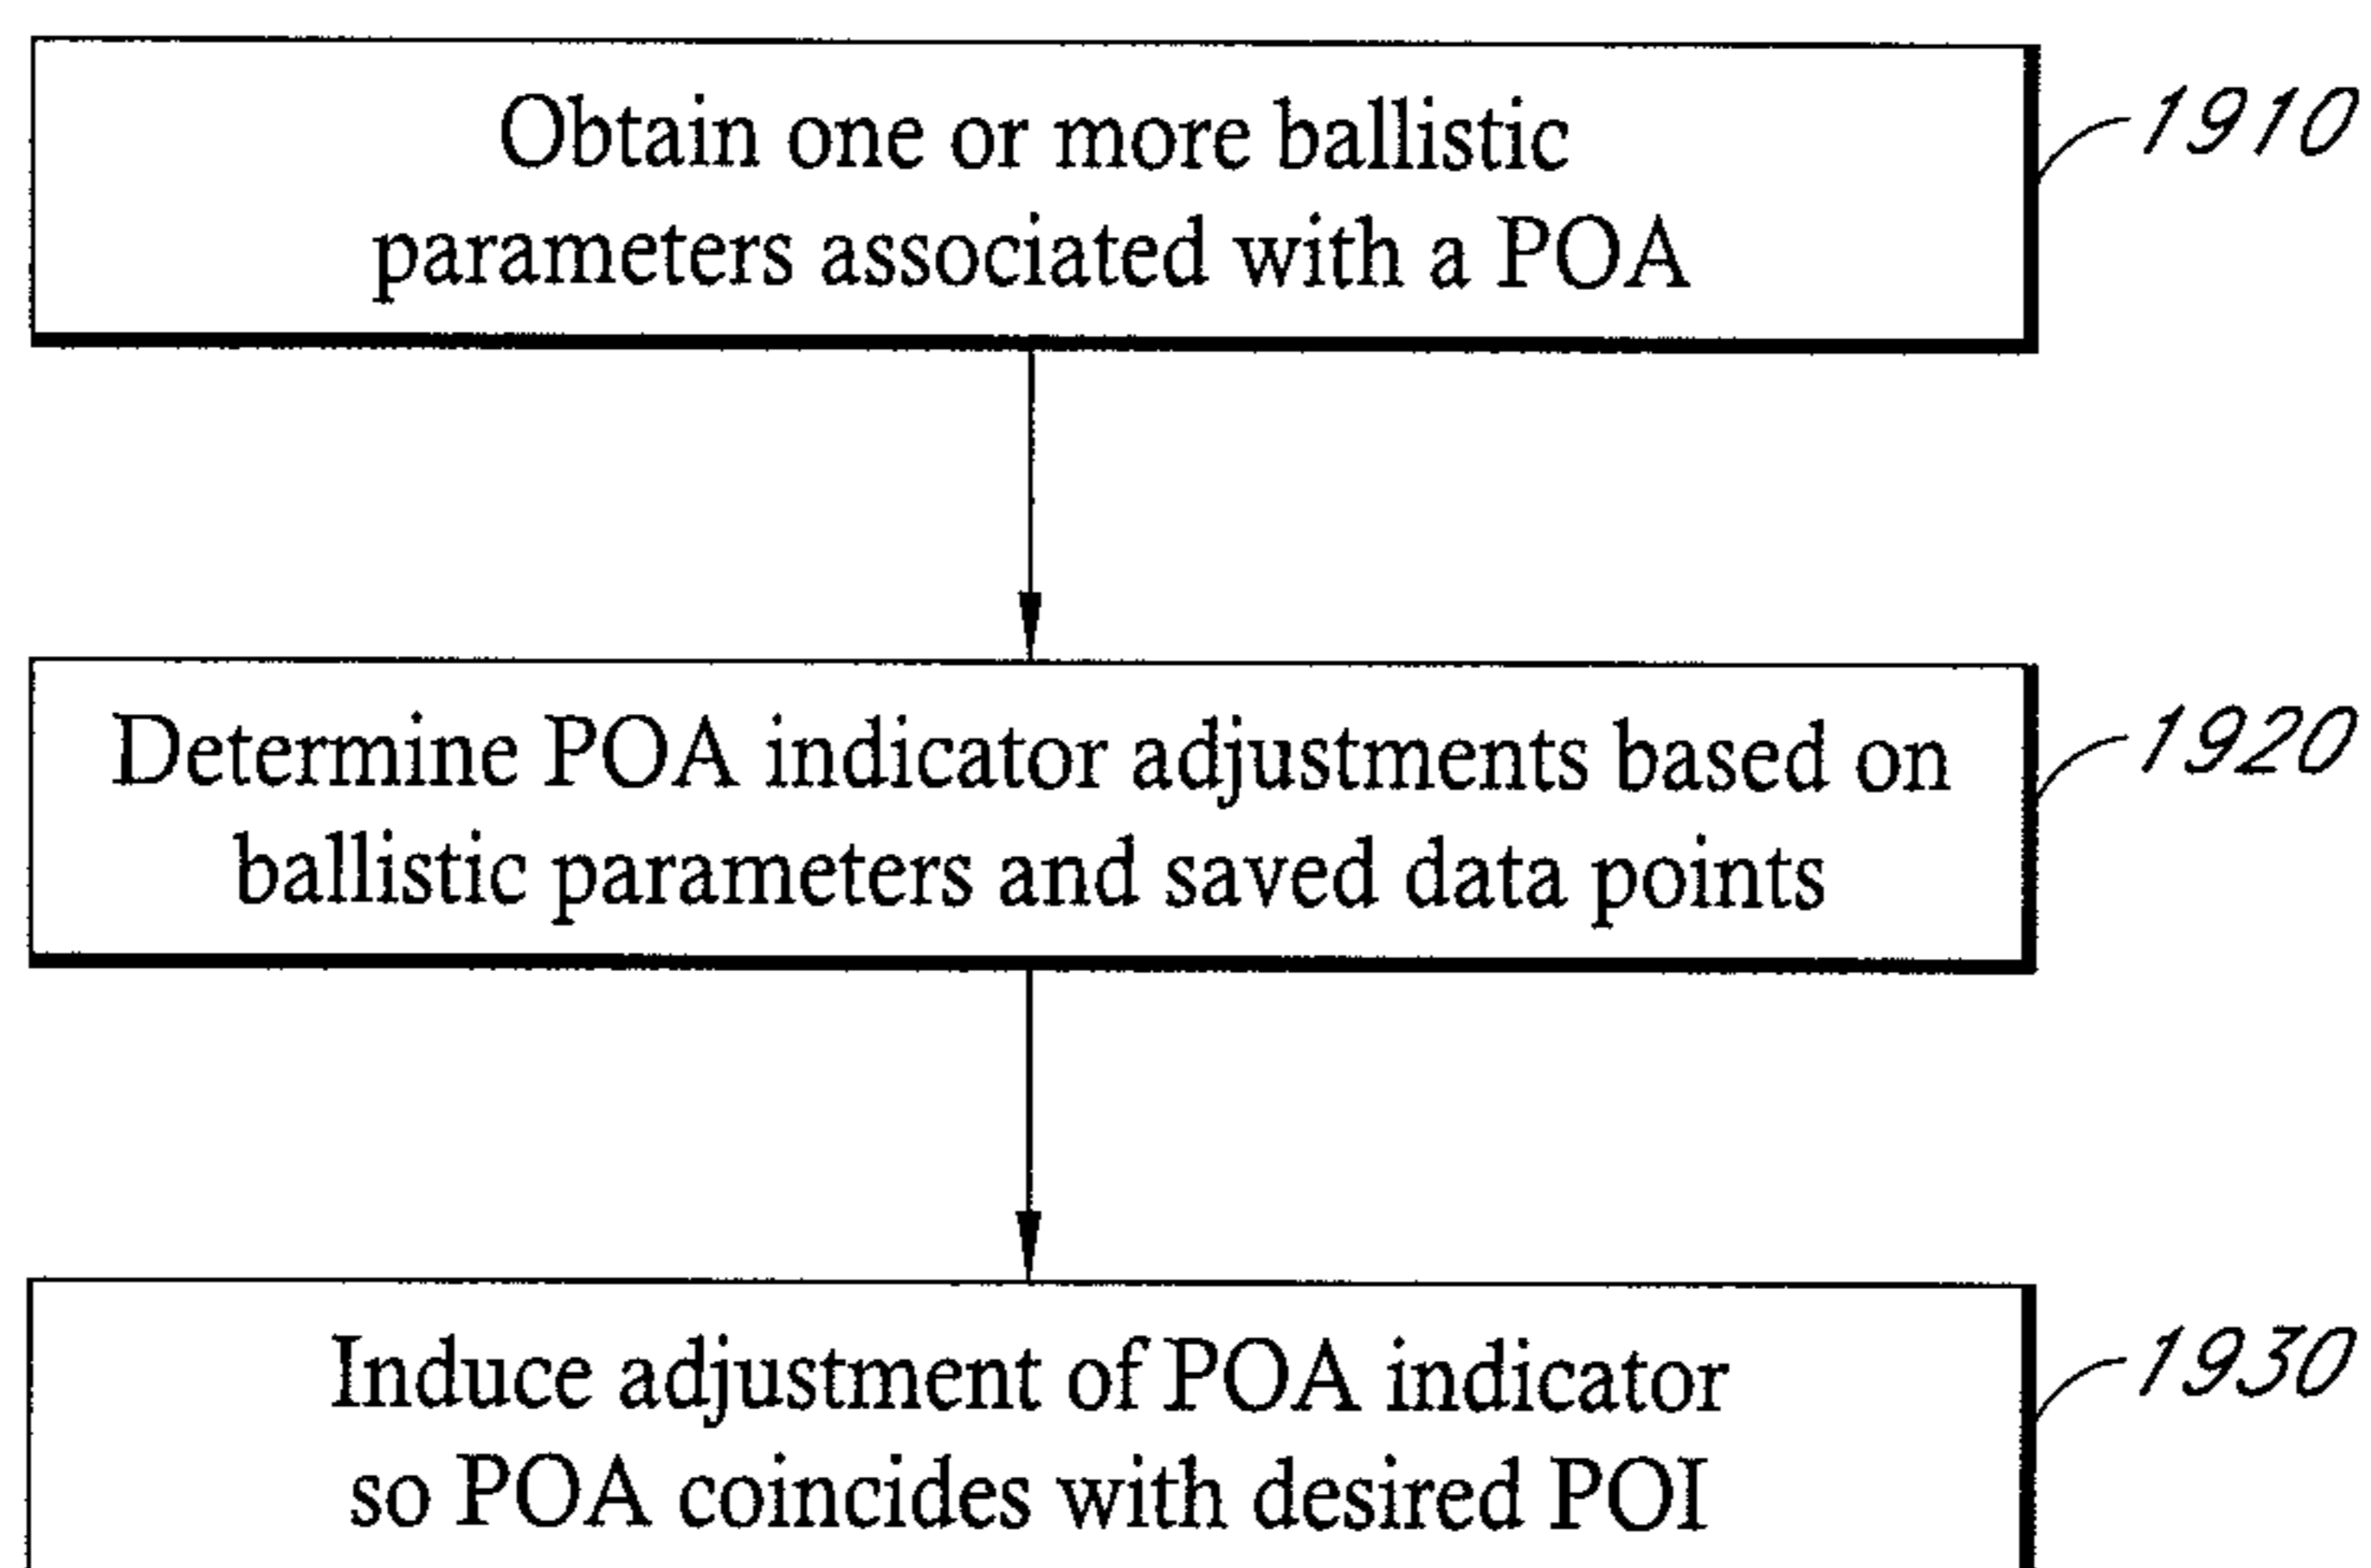 Obtain one or more ballistic
parameters associated with a POA
1910
Determine POA indicator adjustments based on
ballistic parameters and saved data points
1920
Induce adjustment of POA indicator
so POA coincides with desired POI
1930